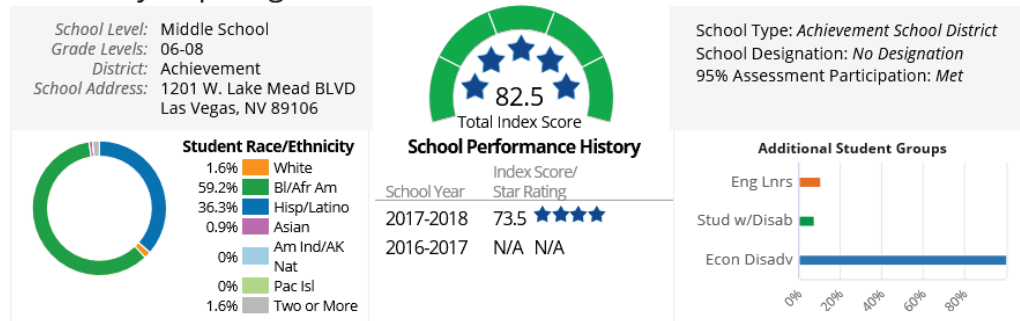 School Level: Middle School
Grade Levels: 06-08
District: Achievement
School Address: 1201 W. Lake Mead BLVD
Las Vegas, NV 89106
82.5
Total Index Score
School Type: Achievement School District
School Designation: No Designation
95% Assessment Participation: Met
Student Race/Ethnicity
1.6% White
59.2% Bl/Afr Am
36.3% Hisp/Latino
0.9% Asian
0% Am Ind/AK
Nat
0% Pac Isl
1.6% Two or More
School Performance History
Index Score/
School Year Star Rating
2017-2018 73.5
2016-2017 N/A N/A
Additional Student Groups
Eng Lnrs
Stud w/Disab
Econ Disadv
0% 20% 40% 60% 80%